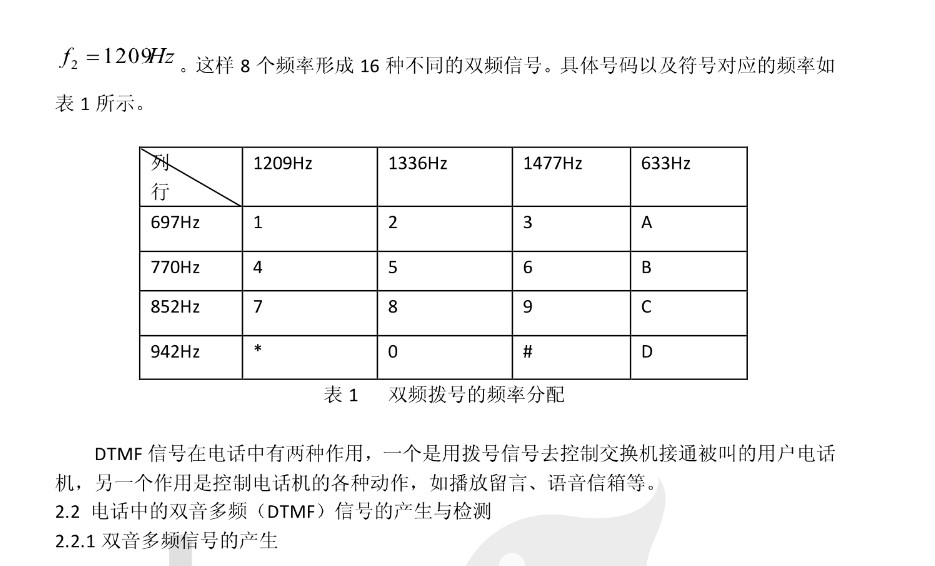 f₂ =1209Hz 。这样 8 个频率形成 16 种不同的双频信号。具体号码以及符号对应的频率如
表 1 所示。
列 1209Hz 1336Hz 1477Hz 633Hz
行
697Hz 1 2 3 A
770Hz 4 5 6 B
852Hz 7 8 9 C
942Hz * 0 # D
表 1 双频拨号的频率分配
DTMF 信号在电话中有两种作用，一个是用拨号信号去控制交换机接通被叫的用户电话
机，另一个作用是控制电话机的各种动作，如播放留言、语音信箱等。
2.2 电话中的双音多频（DTMF）信号的产生与检测
2.2.1 双音多频信号的产生